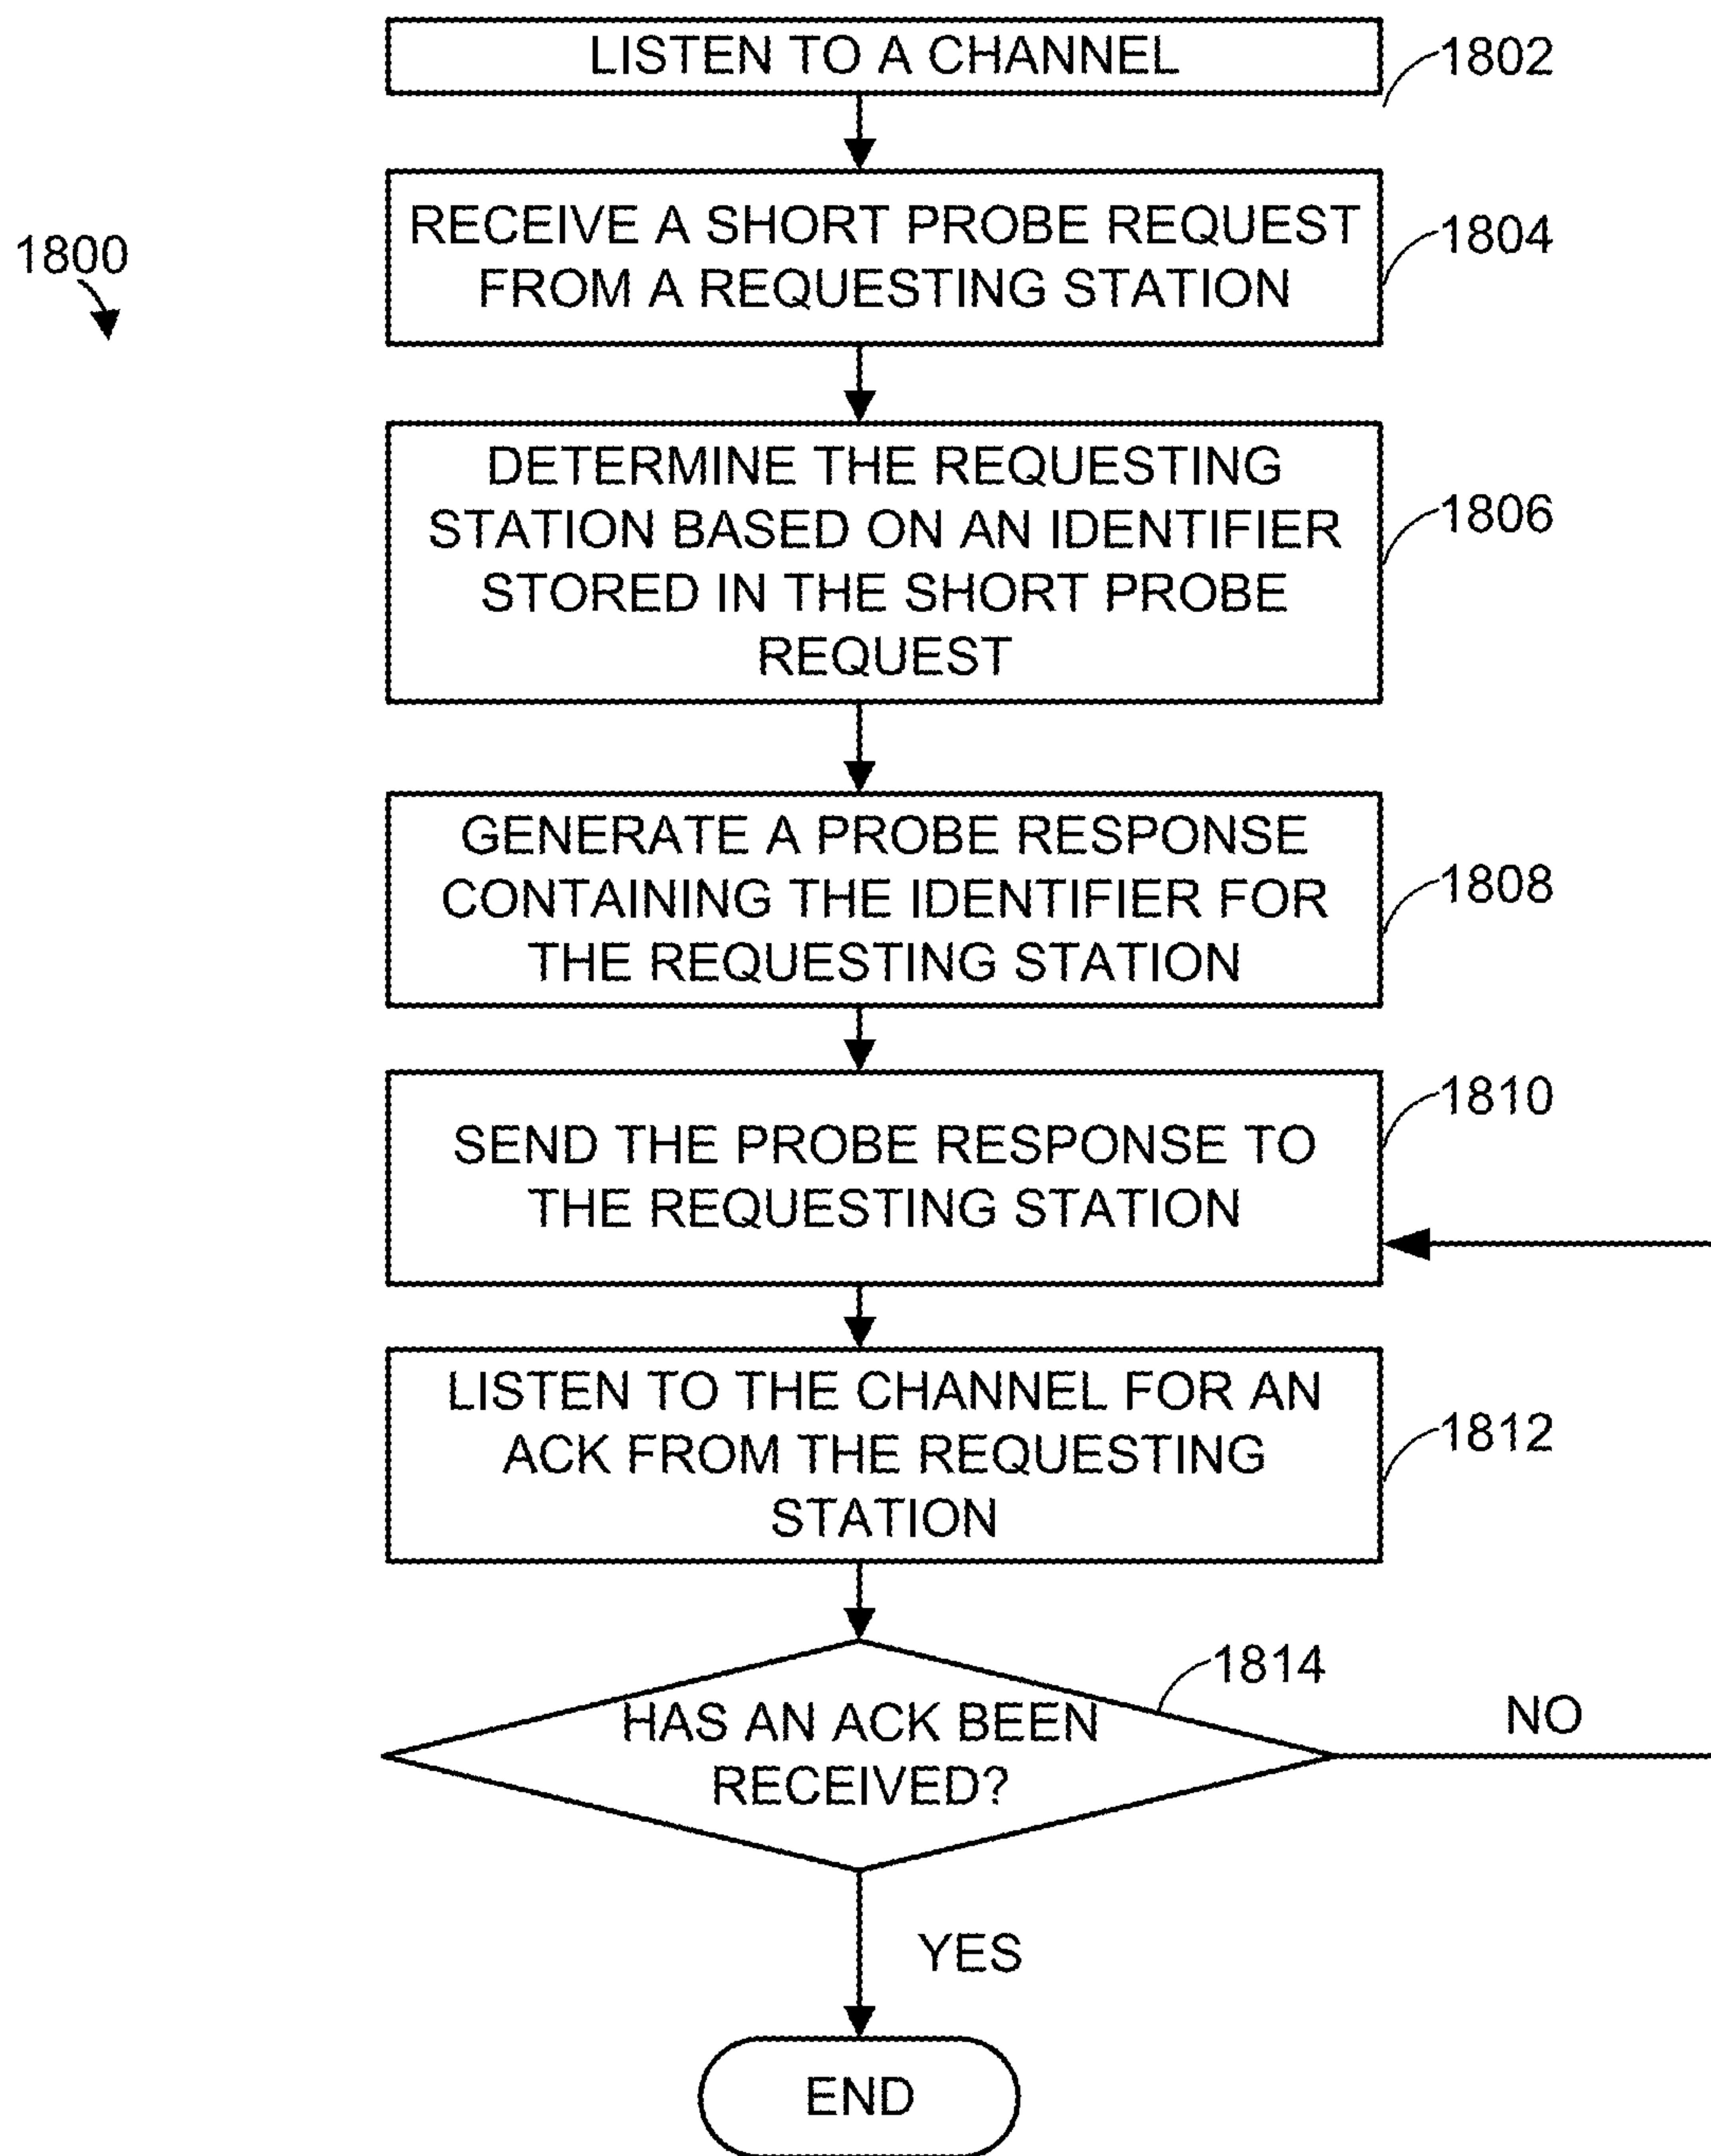 LISTEN TO A CHANNEL
1802
RECEIVE A SHORT PROBE REQUEST
FROM A REQUESTING STATION
1804
1800
DETERMINE THE REQUESTING
STATION BASED ON AN IDENTIFIER
STORED IN THE SHORT PROBE
REQUEST
1806
GENERATE A PROBE RESPONSE
CONTAINING THE IDENTIFIER FOR
THE REQUESTING STATION
1808
SEND THE PROBE RESPONSE TO
THE REQUESTING STATION
1810
LISTEN TO THE CHANNEL FOR AN
ACK FROM THE REQUESTING
STATION
1812
1814
HAS AN ACK BEEN
RECEIVED?
NO
YES
END